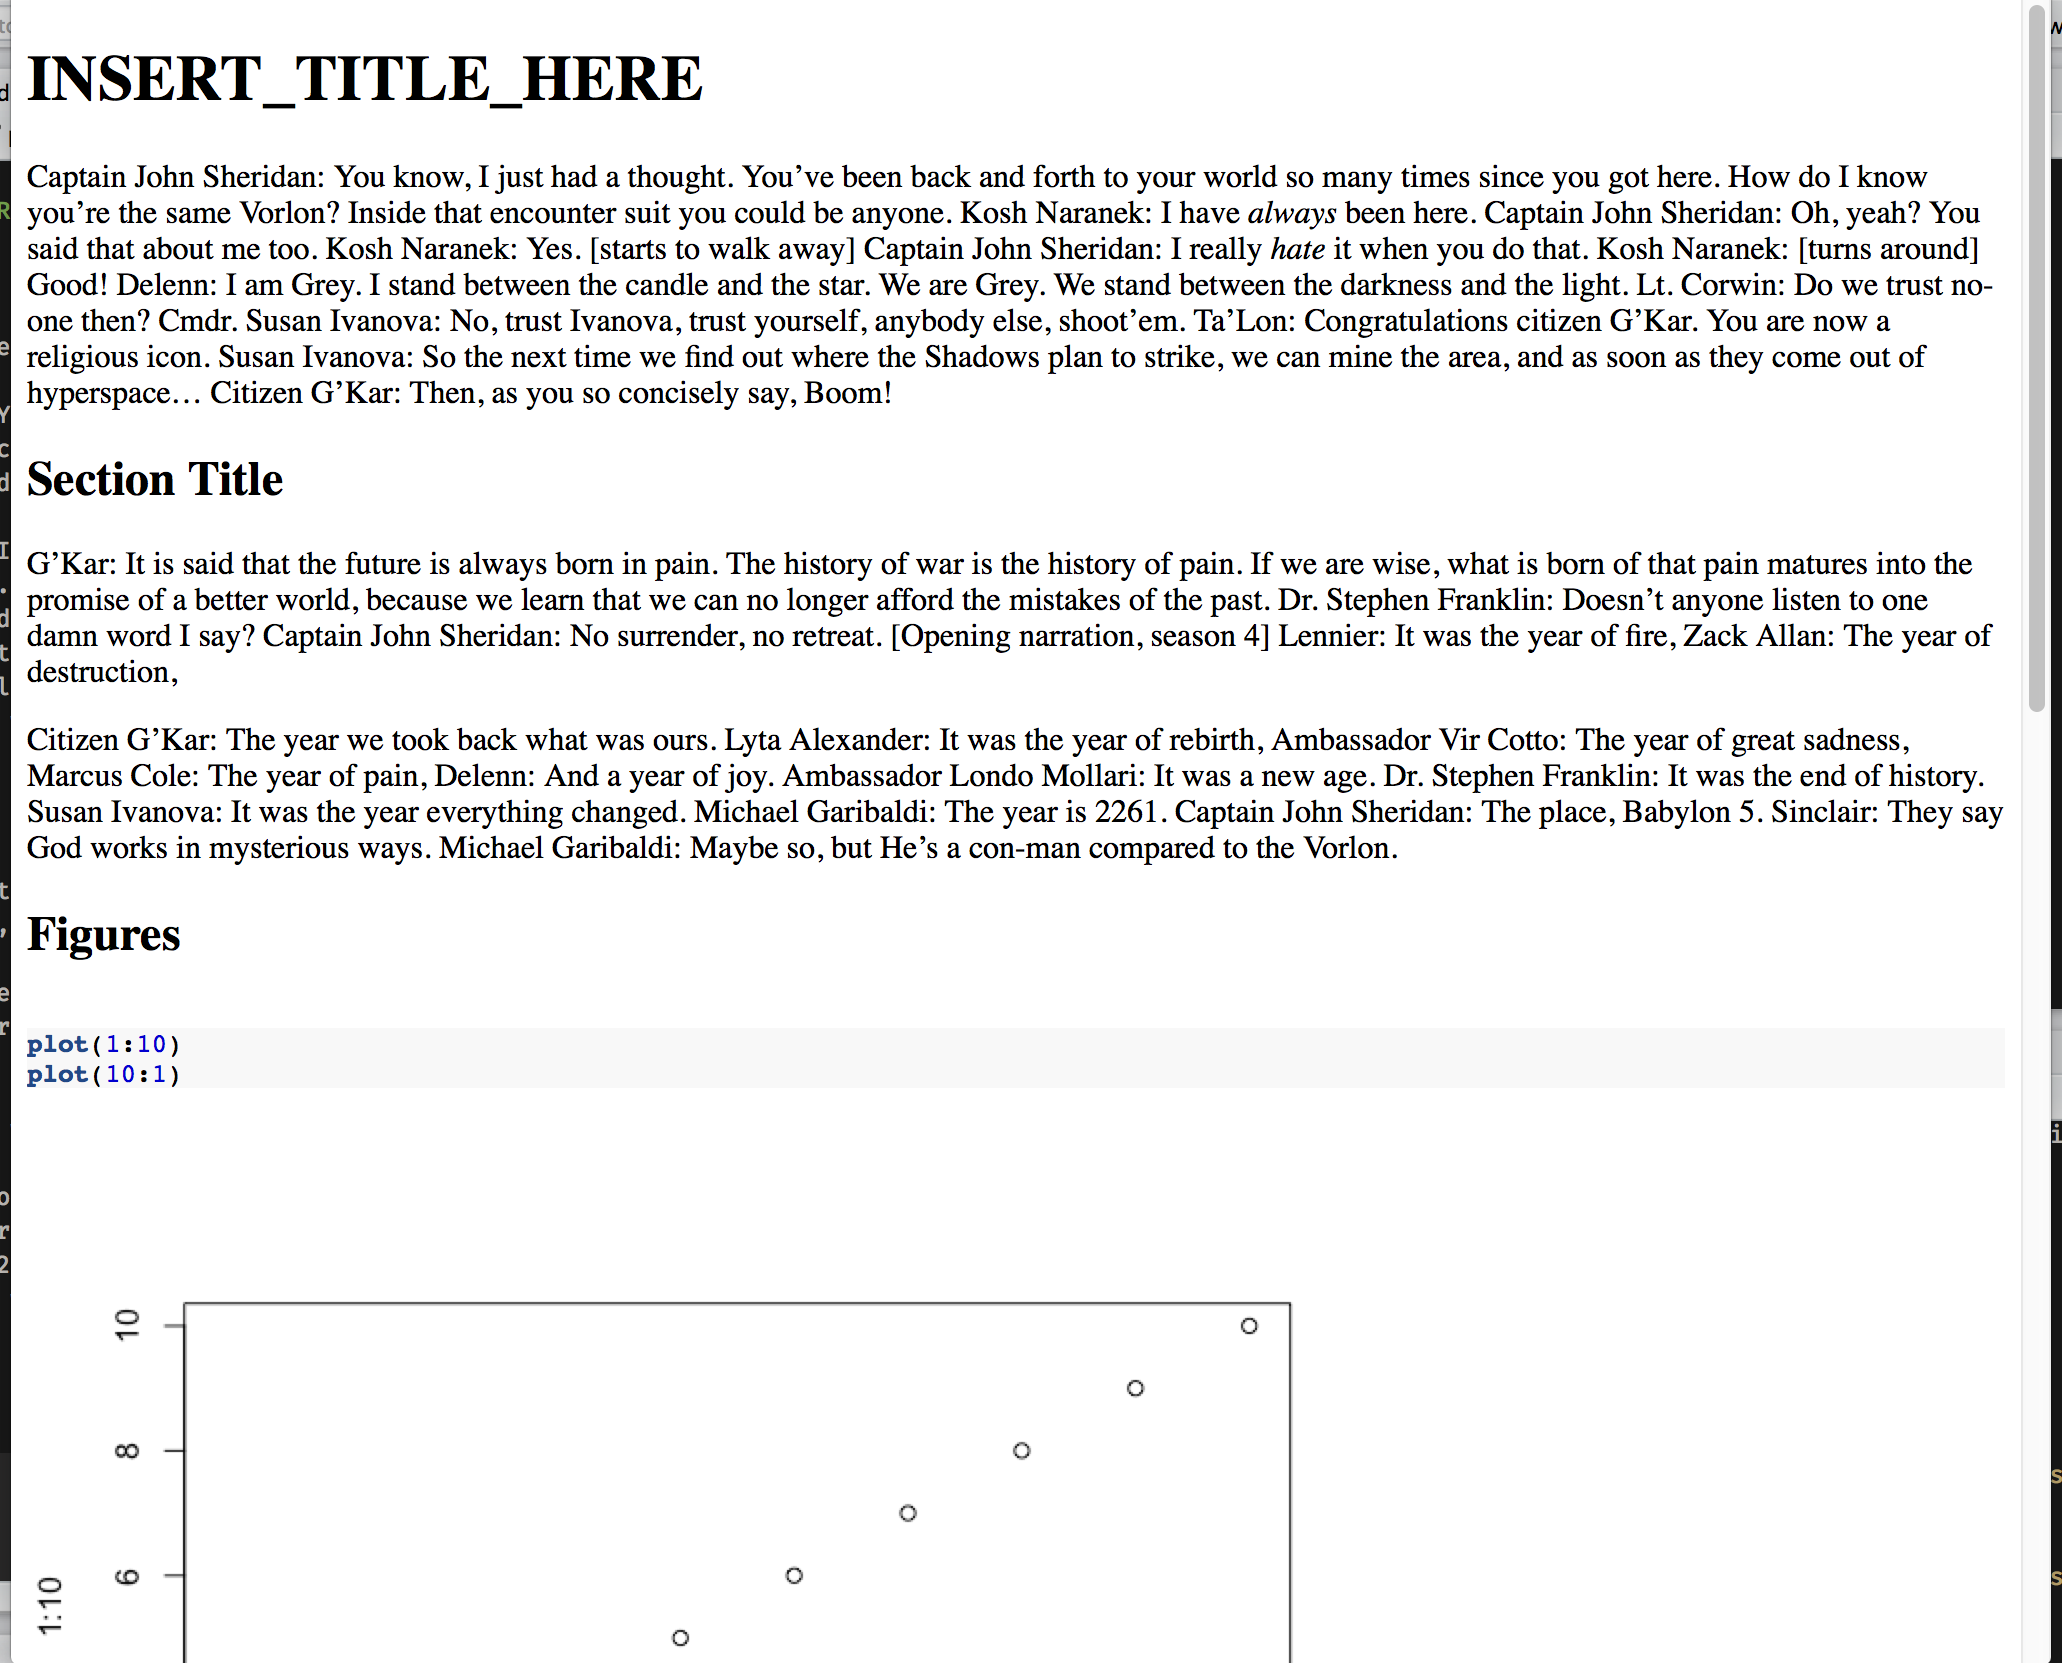 INSERT_TITLE_HERE
Captain John Sheridan: You know, I just had a thought. You’ve been back and forth to your world so many times since you got here. How do I know
you’re the same Vorlon? Inside that encounter suit you could be anyone. Kosh Naranek: I have always been here. Captain John Sheridan: Oh, yeah? You
said that about me too. Kosh Naranek: Yes. [starts to walk away] Captain John Sheridan: I really hate it when you do that. Kosh Naranek: [turns around]
Good! Delenn: I am Grey. I stand between the candle and the star. We are Grey. We stand between the darkness and the light. Lt. Corwin: Do we trust no-
one then? Cmdr. Susan Ivanova: No, trust Ivanova, trust yourself, anybody else, shoot’em. Ta’Lon: Congratulations citizen G’Kar. You are now a
religious icon. Susan Ivanova: So the next time we find out where the Shadows plan to strike, we can mine the area, and as soon as they come out of
hyperspace… Citizen G’Kar: Then, as you so concisely say, Boom!
Section Title
G’Kar: It is said that the future is always born in pain. The history of war is the history of pain. If we are wise, what is born of that pain matures into the
promise of a better world, because we learn that we can no longer afford the mistakes of the past. Dr. Stephen Franklin: Doesn’t anyone listen to one
damn word I say? Captain John Sheridan: No surrender, no retreat. [Opening narration, season 4] Lennier: It was the year of fire, Zack Allan: The year of
destruction,
Citizen G’Kar: The year we took back what was ours. Lyta Alexander: It was the year of rebirth, Ambassador Vir Cotto: The year of great sadness,
Marcus Cole: The year of pain, Delenn: And a year of joy. Ambassador Londo Mollari: It was a new age. Dr. Stephen Franklin: It was the end of history.
Susan Ivanova: It was the year everything changed. Michael Garibaldi: The year is 2261. Captain John Sheridan: The place, Babylon 5. Sinclair: They say
God works in mysterious ways. Michael Garibaldi: Maybe so, but He’s a con-man compared to the Vorlon.
Figures
plot(1:10)
plot(10:1)
10
8
6
1:10